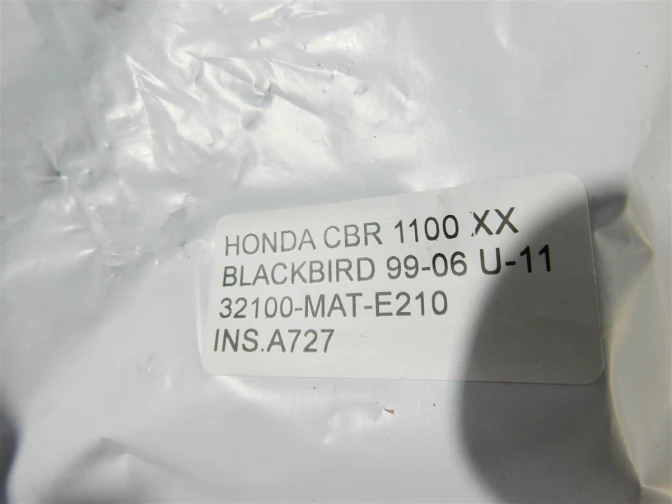 HONDA CBR 1100 XX
BLACKBIRD 99-06 U-11
32100-MAT-E210
INS.A727